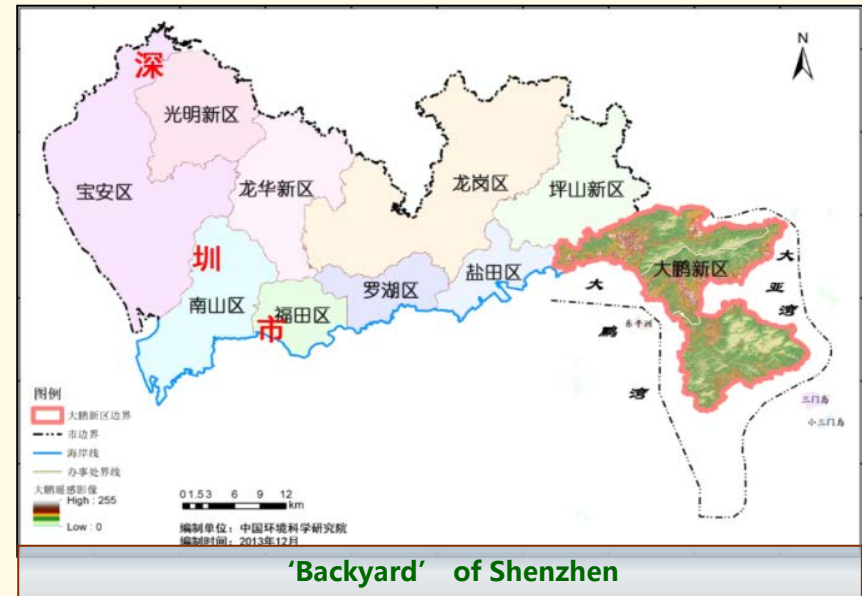 深
圳
市
N
光明新区
宝安区
龙华新区
龙岗区
坪山新区
大鹏新区
南山区
福田区
罗湖区
盐田区
大
鹏
湾
大
亚
湾
东平洲
三门岛
小三门岛
图例
大鹏新区边界
市边界
海岸线
办事处界线
大鹏遥感影像
High : 255
Low : 0
0 1.5 3 6 9 12
km
编制单位：中国环境科学研究院
编制时间：2013年12月
‘Backyard’ of Shenzhen